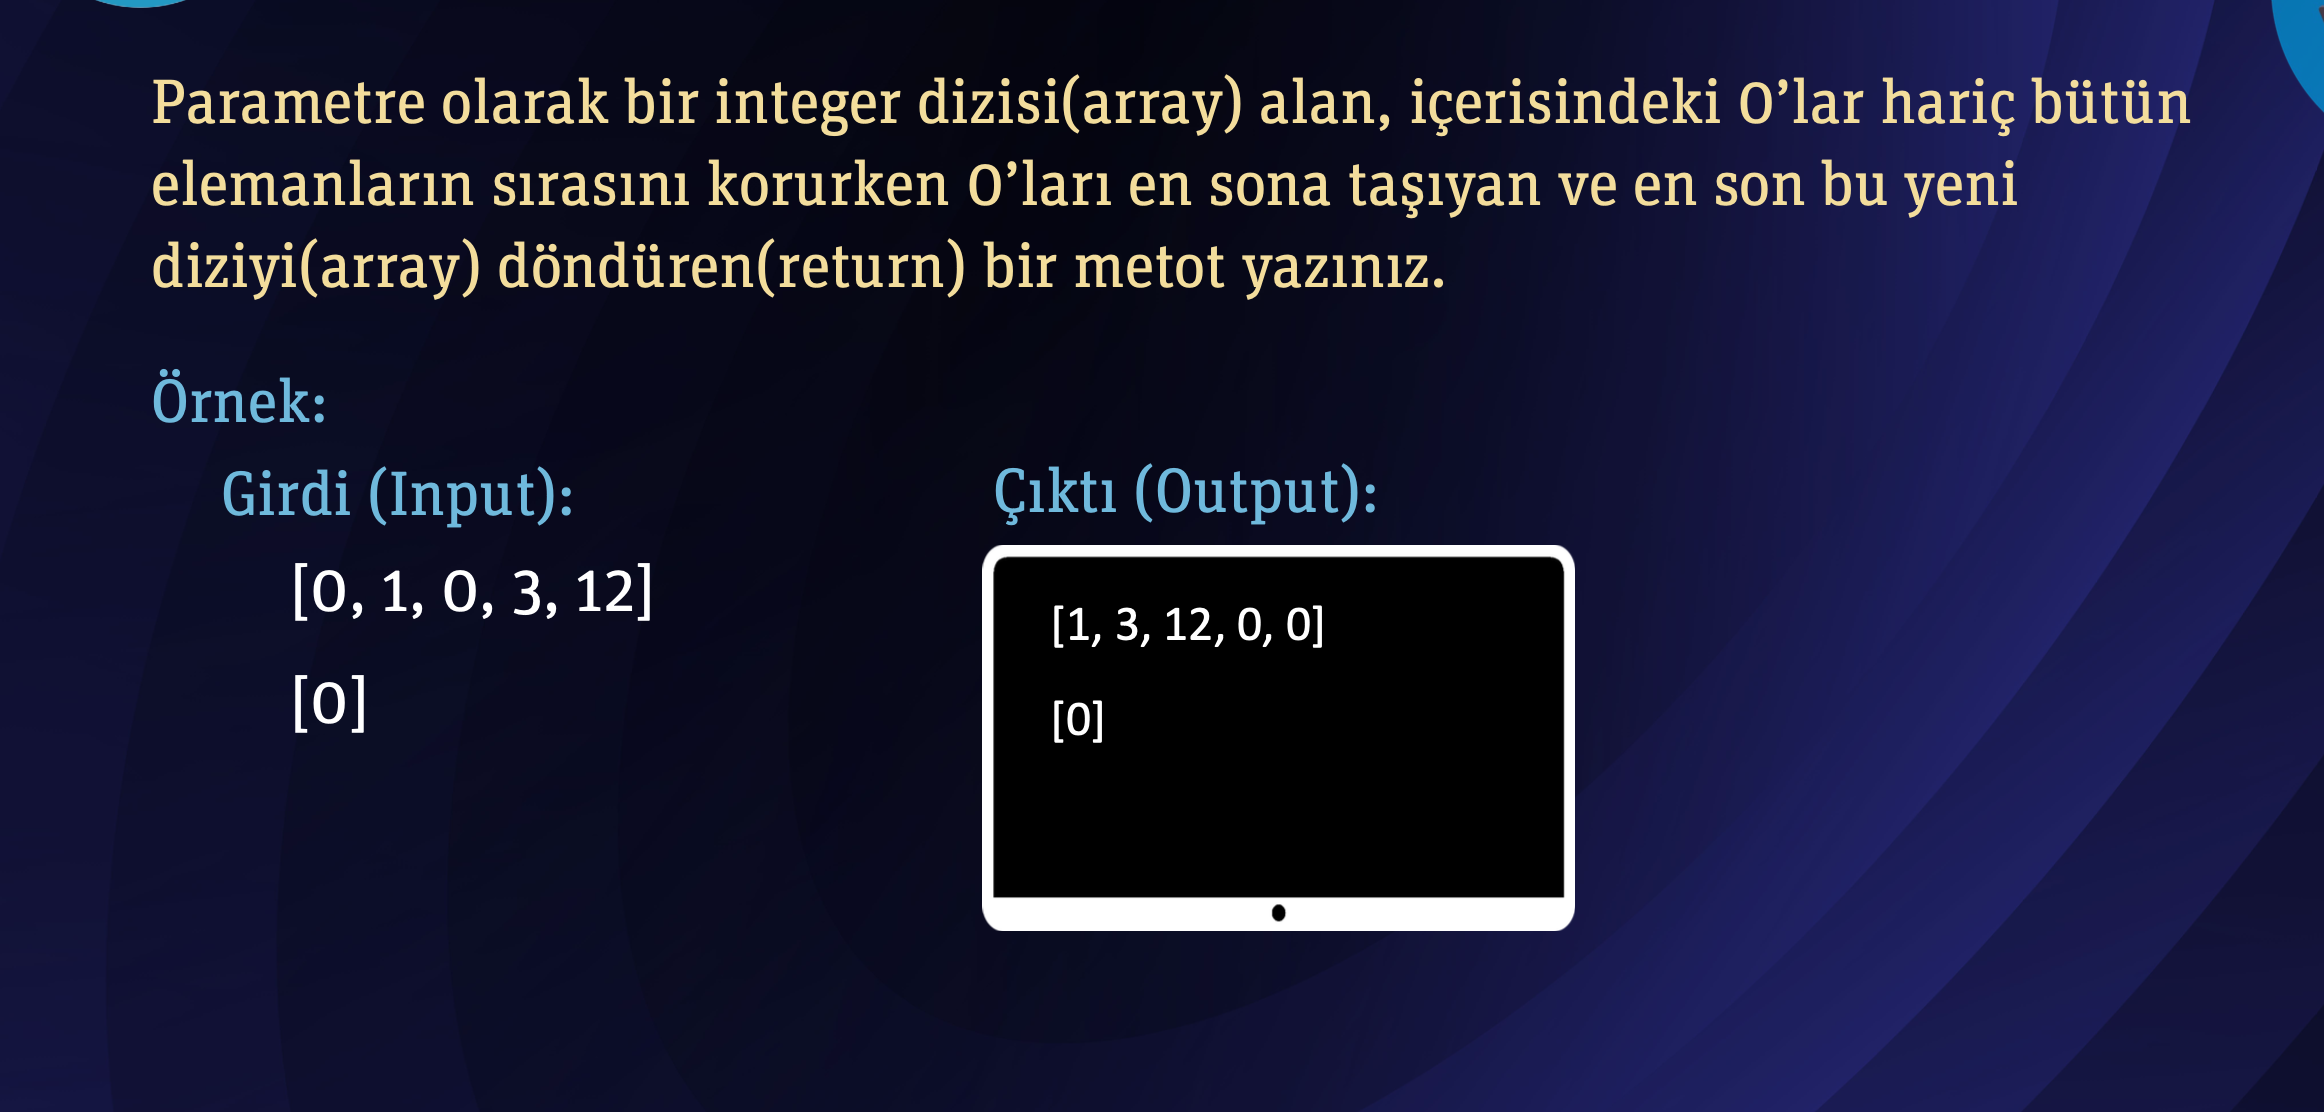 Parametre olarak bir integer dizisi(array) alan, içerisindeki 0’lar hariç bütün
elemanların sırasını korurken 0’ları en sona taşıyan ve en son bu yeni
diziyi(array) döndüren(return) bir metot yazınız.
Örnek:
Girdi (Input):
[0, 1, 0, 3, 12]
[0]
Çıktı (Output):
[1, 3, 12, 0, 0]
[0]